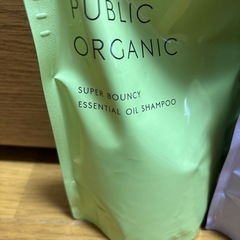 PUBLIC
ORGANIC
SUPER BOUNCY
ESSENTIAL OIL SHAMPOO